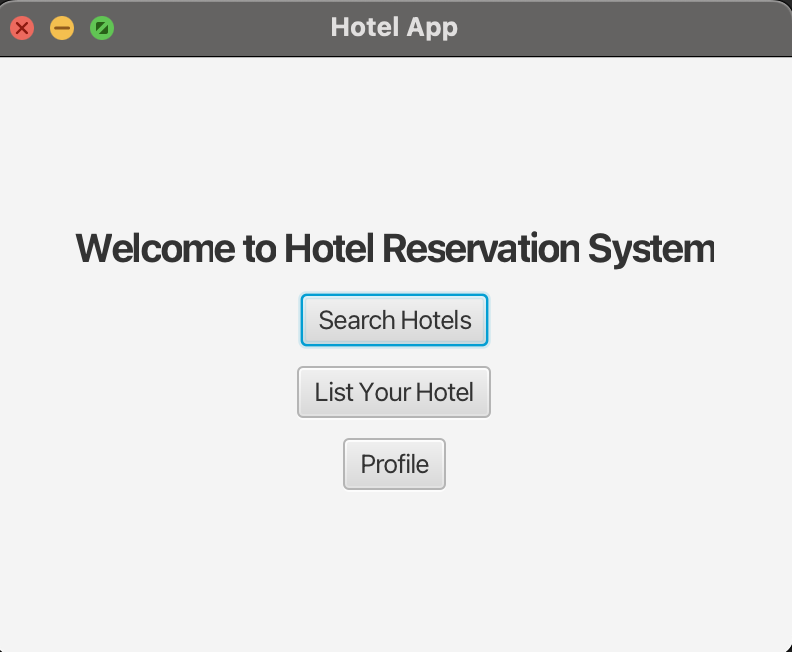 Hotel App
Welcome to Hotel Reservation System
Search Hotels
List Your Hotel
Profile